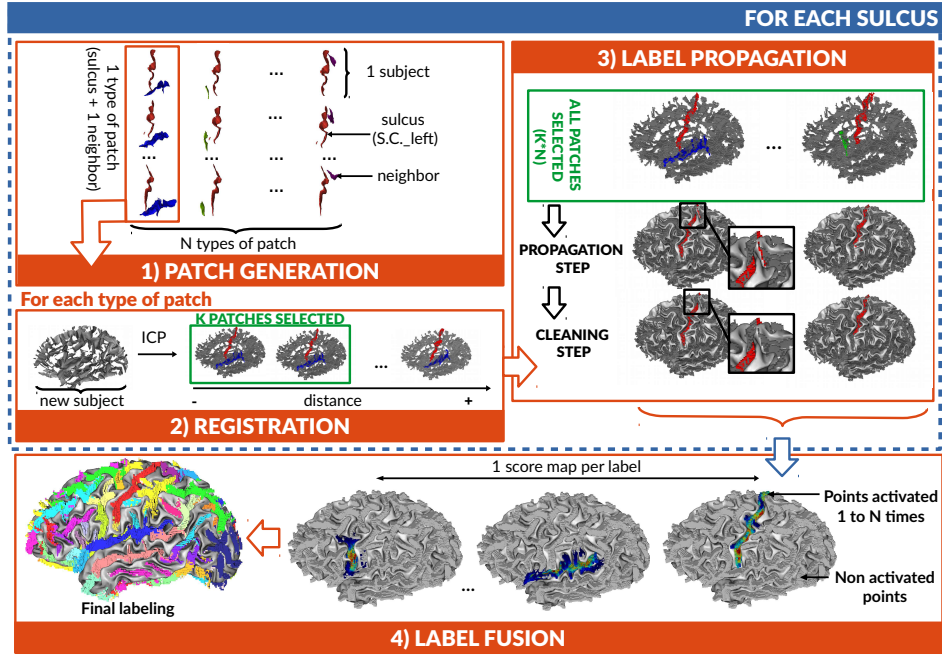 FOR EACH SULCUS
1 type of patch
(sulcus + 1 neighbor)
...
1 subject
sulcus
(S.C._left)
...
...
...
...
neighbor
...
N types of patch
1) PATCH GENERATION
For each type of patch
ICP
K PATCHES SELECTED
...
new subject
-
distance
+
2) REGISTRATION
3) LABEL PROPAGATION
ALL PATCHES
SELECTED
(K*N)
...
PROPAGATION
STEP
CLEANING
STEP
1 score map per label
Points activated
1 to N times
Non activated
points
...
Final labeling
4) LABEL FUSION